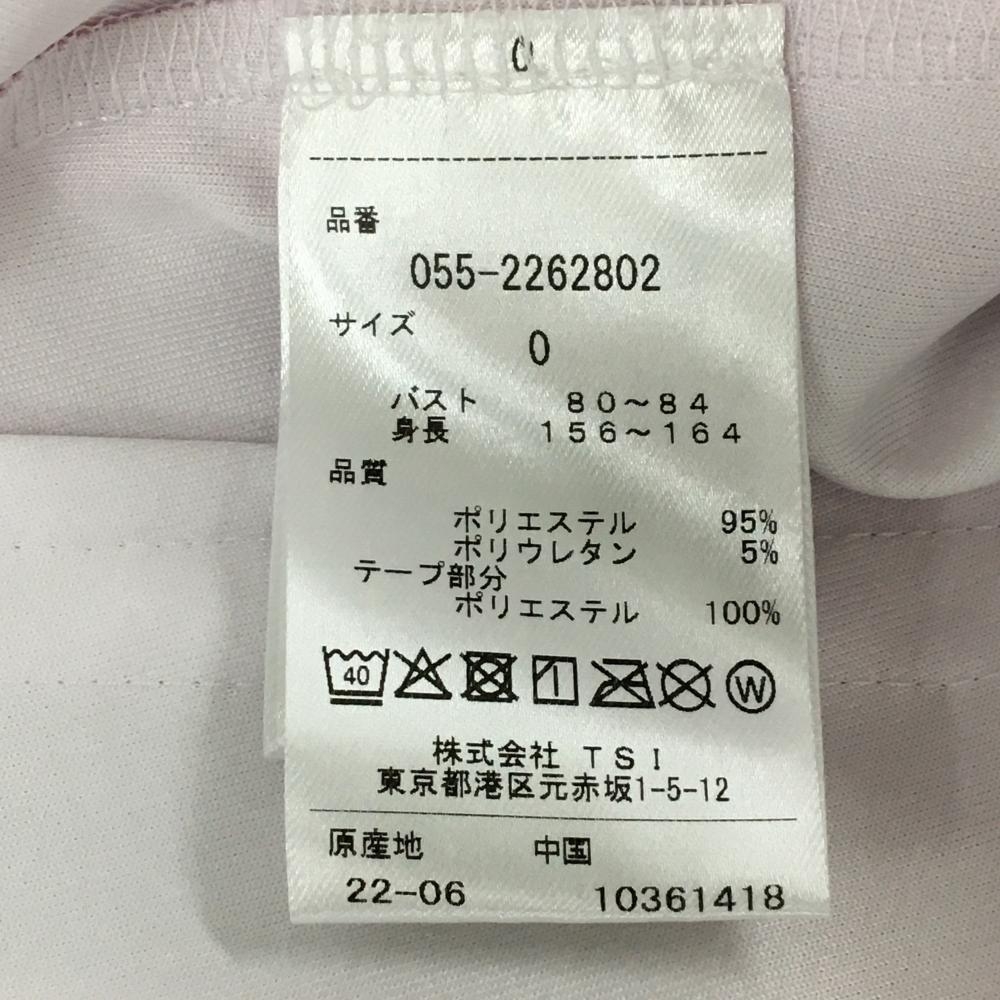 0
品番
055-2262802
サイズ
0
バスト 80～84
身長 156～164
品質
ポリエステル 95%
ポリウレタン 5%
テープ部分
ポリエステル 100%
40 W
株式会社 TSI
東京都港区元赤坂1-5-12
原産地 中国
22-06 10361418